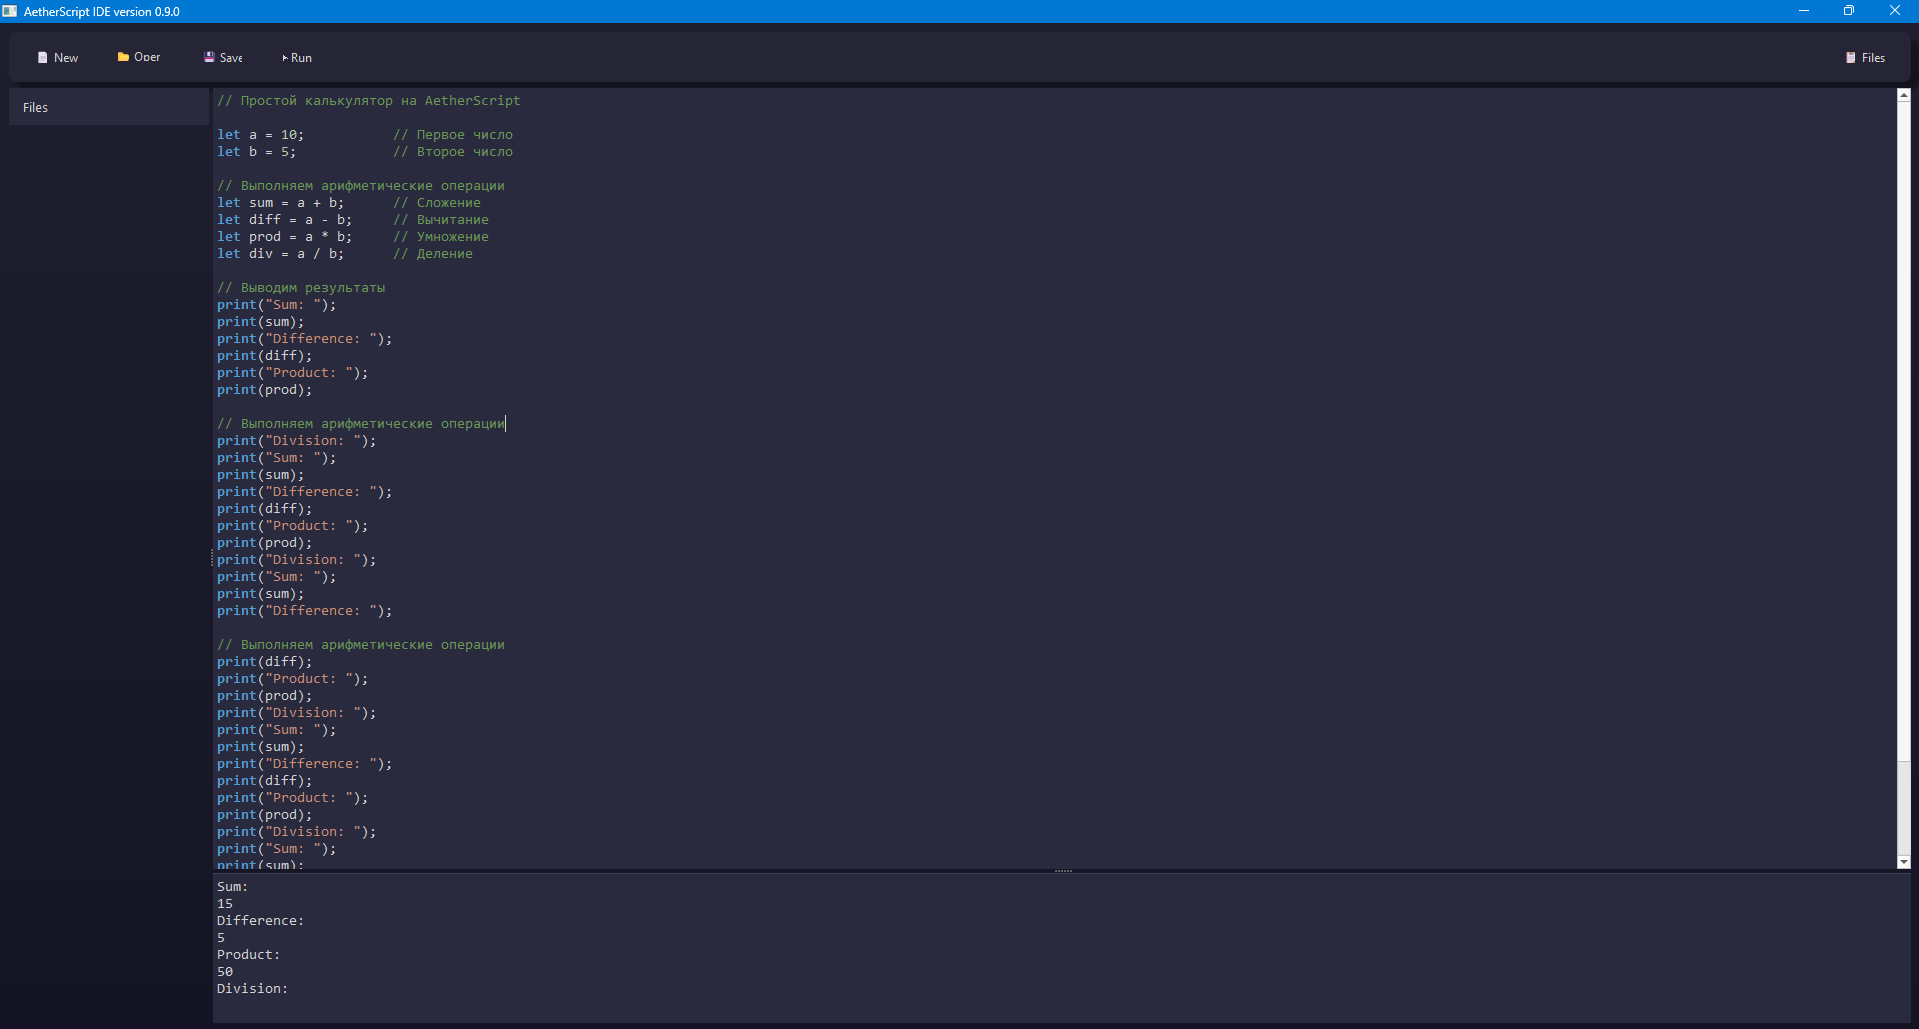 AetherScript IDE version 0.9.0
New Oper Save Run Files
Files
// Простой калькулятор на AetherScript
let a = 10; // Первое число
let b = 5; // Второе число
// Выполняем арифметические операции
let sum = a + b; // Сложение
let diff = a - b; // Вычитание
let prod = a * b; // Умножение
let div = a / b; // Деление
// Выводим результаты
print("Sum: ");
print(sum);
print("Difference: ");
print(diff);
print("Product: ");
print(prod);
// Выполняем арифметические операции
print("Division: ");
print("Sum: ");
print(sum);
print("Difference: ");
print(diff);
print("Product: ");
print(prod);
print("Division: ");
print("Sum: ");
print(sum);
print("Difference: ");
// Выполняем арифметические операции
print(diff);
print("Product: ");
print(prod);
print("Division: ");
print("Sum: ");
print(sum);
print("Difference: ");
print(diff);
print("Product: ");
print(prod);
print("Division: ");
print("Sum: ");
print(sum);
Sum:
15
Difference:
5
Product:
50
Division: